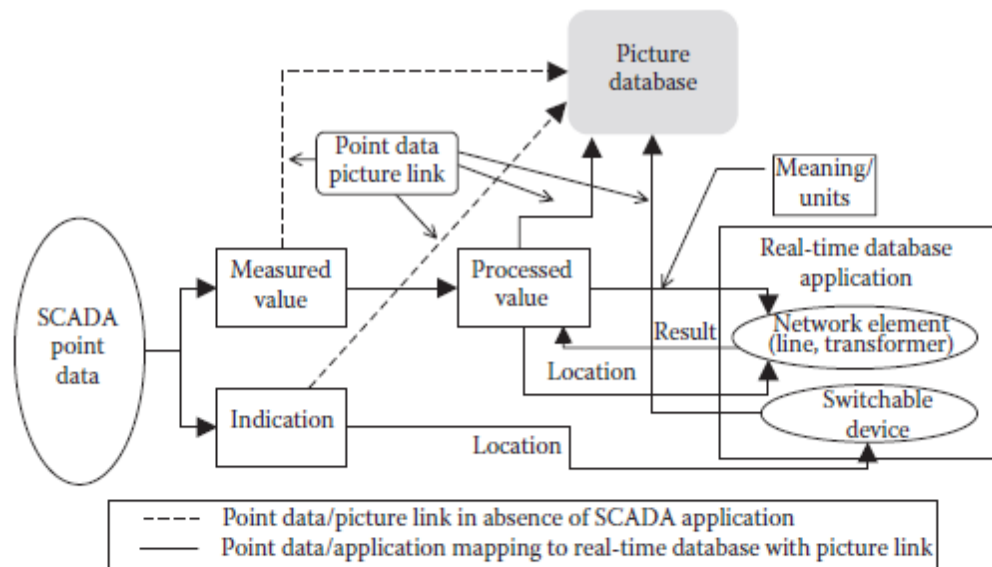 Picture
database
Point data
picture link
Meaning/
units
Real-time database
application
Measured
value
Processed
value
SCADA
point
data
Result
Network element
(line, transformer)
Location
Indication
Switchable
device
Location
Point data/picture link in absence of SCADA application
Point data/application mapping to real-time database with picture link